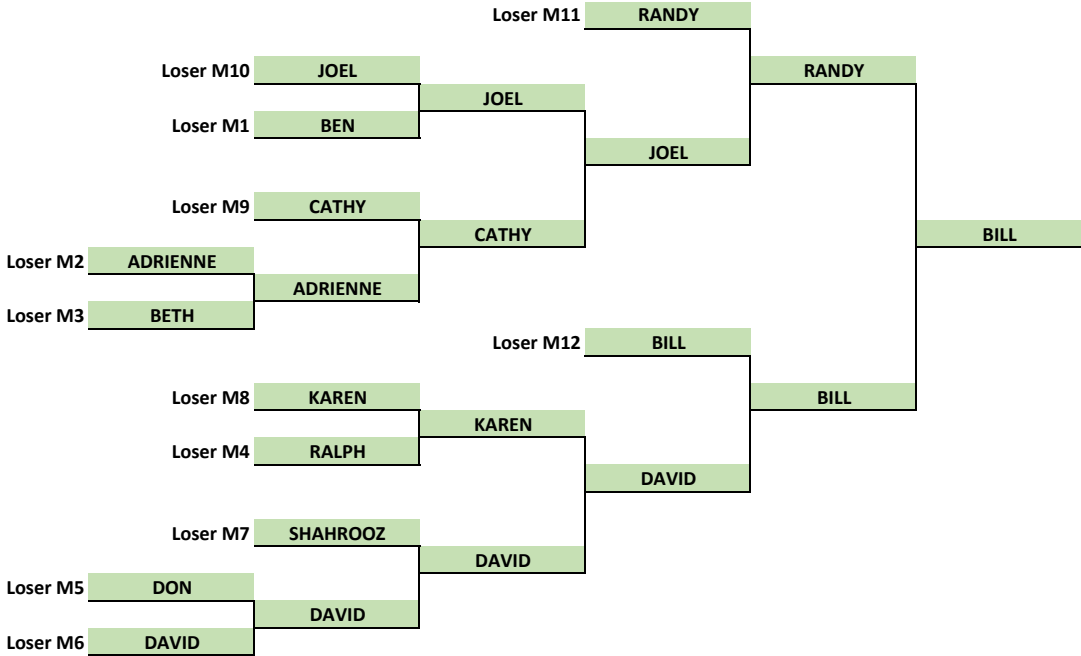 Loser M11 RANDY
Loser M10 JOEL RANDY
JOEL
Loser M1 BEN
JOEL
Loser M9 CATHY
CATHY BILL
Loser M2 ADRIENNE
ADRIENNE
Loser M3 BETH
Loser M12 BILL
Loser M8 KAREN BILL
KAREN
Loser M4 RALPH
DAVID
Loser M7 SHAHROOZ
DAVID
Loser M5 DON
DAVID
Loser M6 DAVID